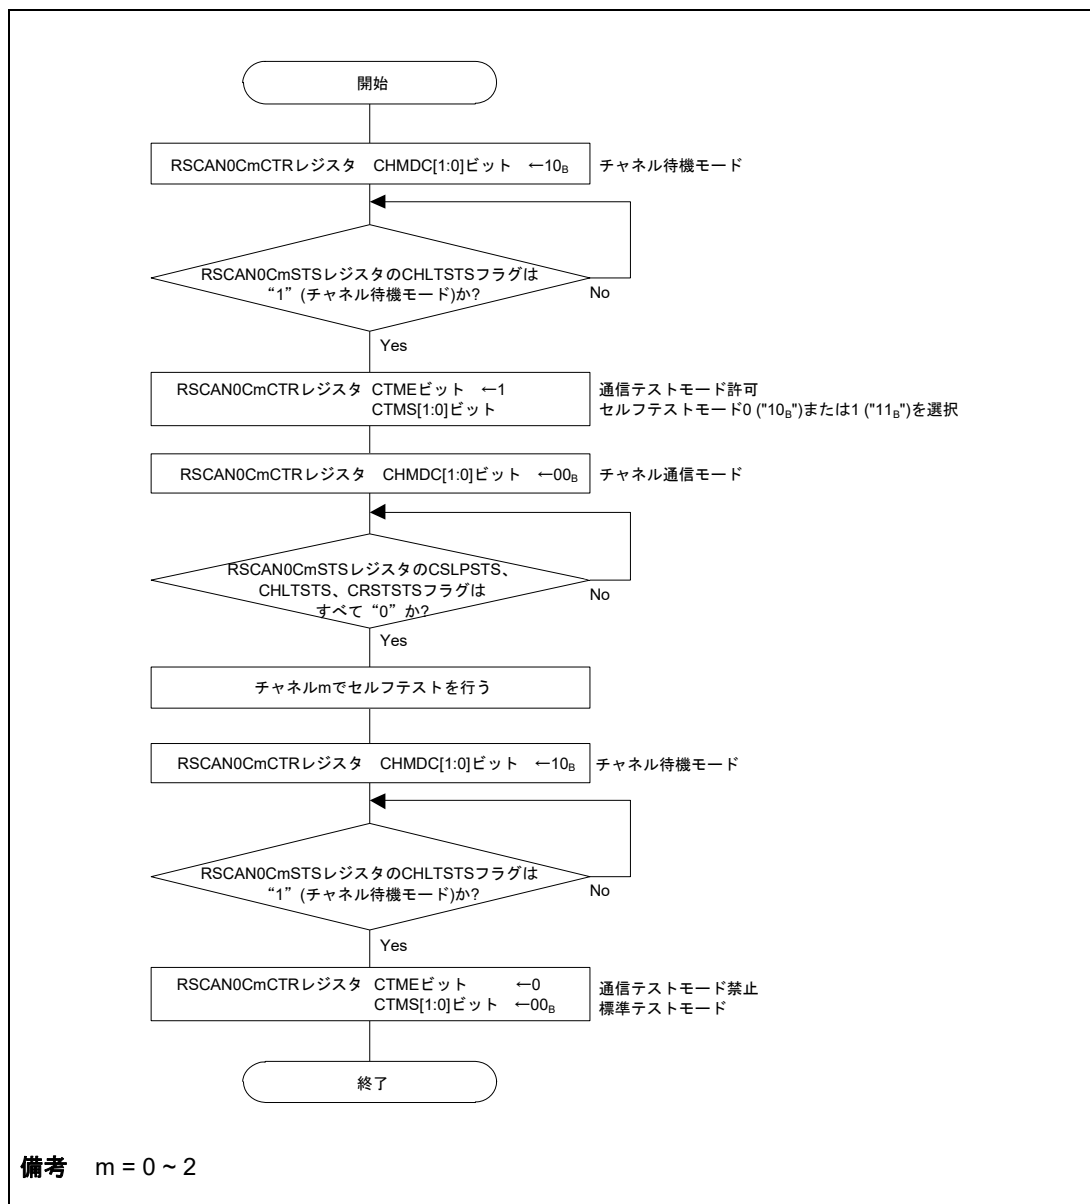 開始
RSCAN0CmCTRレジスタ CHMDC[1:0]ビット ←10B チャネル待機モード
RSCAN0CmSTSレジスタのCHLTSTSフラグは
“1”(チャネル待機モード)か?
No
Yes
RSCAN0CmCTRレジスタ CTMEビット ←1 通信テストモード許可
CTMS[1:0]ビット セルフテストモード0 ("10B")または1 ("11B")を選択
RSCAN0CmCTRレジスタ CHMDC[1:0]ビット ←00B チャネル通信モード
RSCAN0CmSTSレジスタのCSLPSTS、
CHLTSTS、CRSTSTSフラグは
すべて“0”か?
No
Yes
チャネルmでセルフテストを行う
RSCAN0CmCTRレジスタ CHMDC[1:0]ビット ←10B チャネル待機モード
RSCAN0CmSTSレジスタのCHLTSTSフラグは
“1”(チャネル待機モード)か?
No
Yes
RSCAN0CmCTRレジスタ CTMEビット ←0 通信テストモード禁止
CTMS[1:0]ビット ←00B 標準テストモード
終了
備考 m = 0 ~ 2